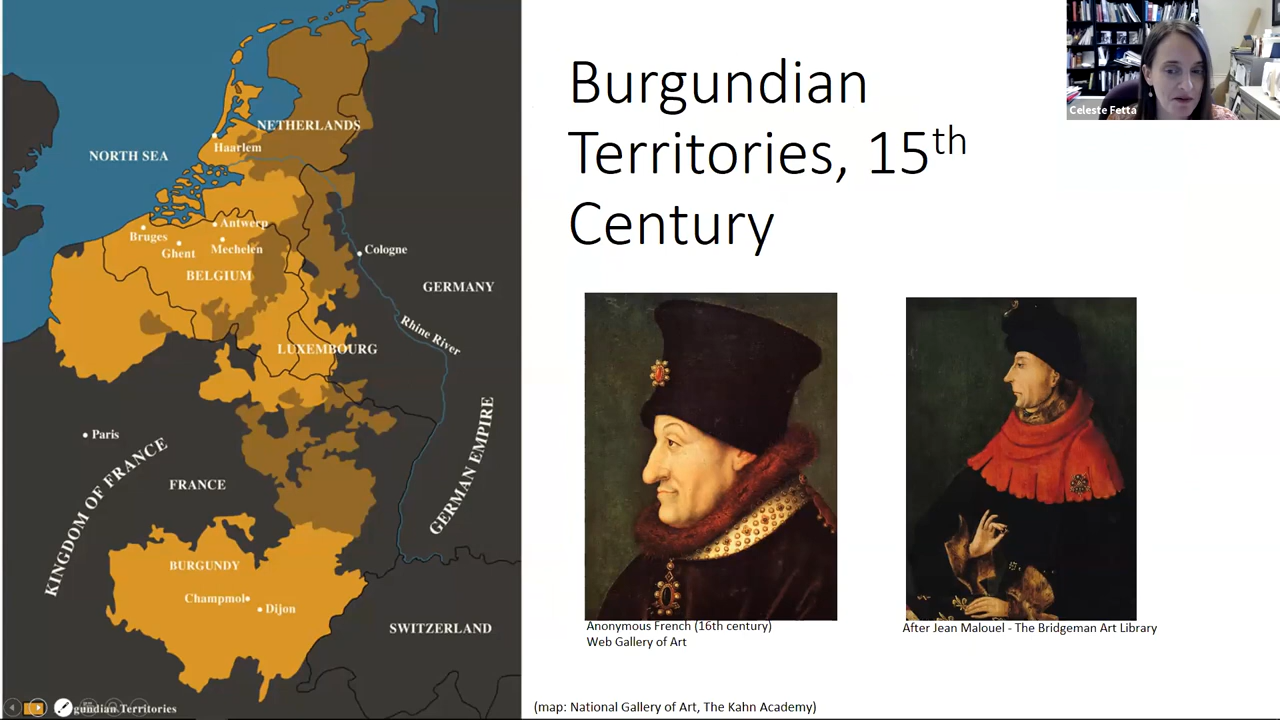 NETHERLANDS
Haarlem
NORTH SEA
Antwerp
Bruges
Ghent
Mechelen
Cologne
BELGIUM
GERMANY
Rhine River
LUXEMBOURG
Paris
KINGDOM OF FRANCE
FRANCE
GERMAN EMPIRE
BURGUNDY
Champmol
Dijon
SWITZERLAND
gundian Territories
Burgundian
Territories, 15th
Century
Celeste Fetta
Anonymous French (16th century)
Web Gallery of Art
After Jean Malouel - The Bridgeman Art Library
(map: National Gallery of Art, The Kahn Academy)